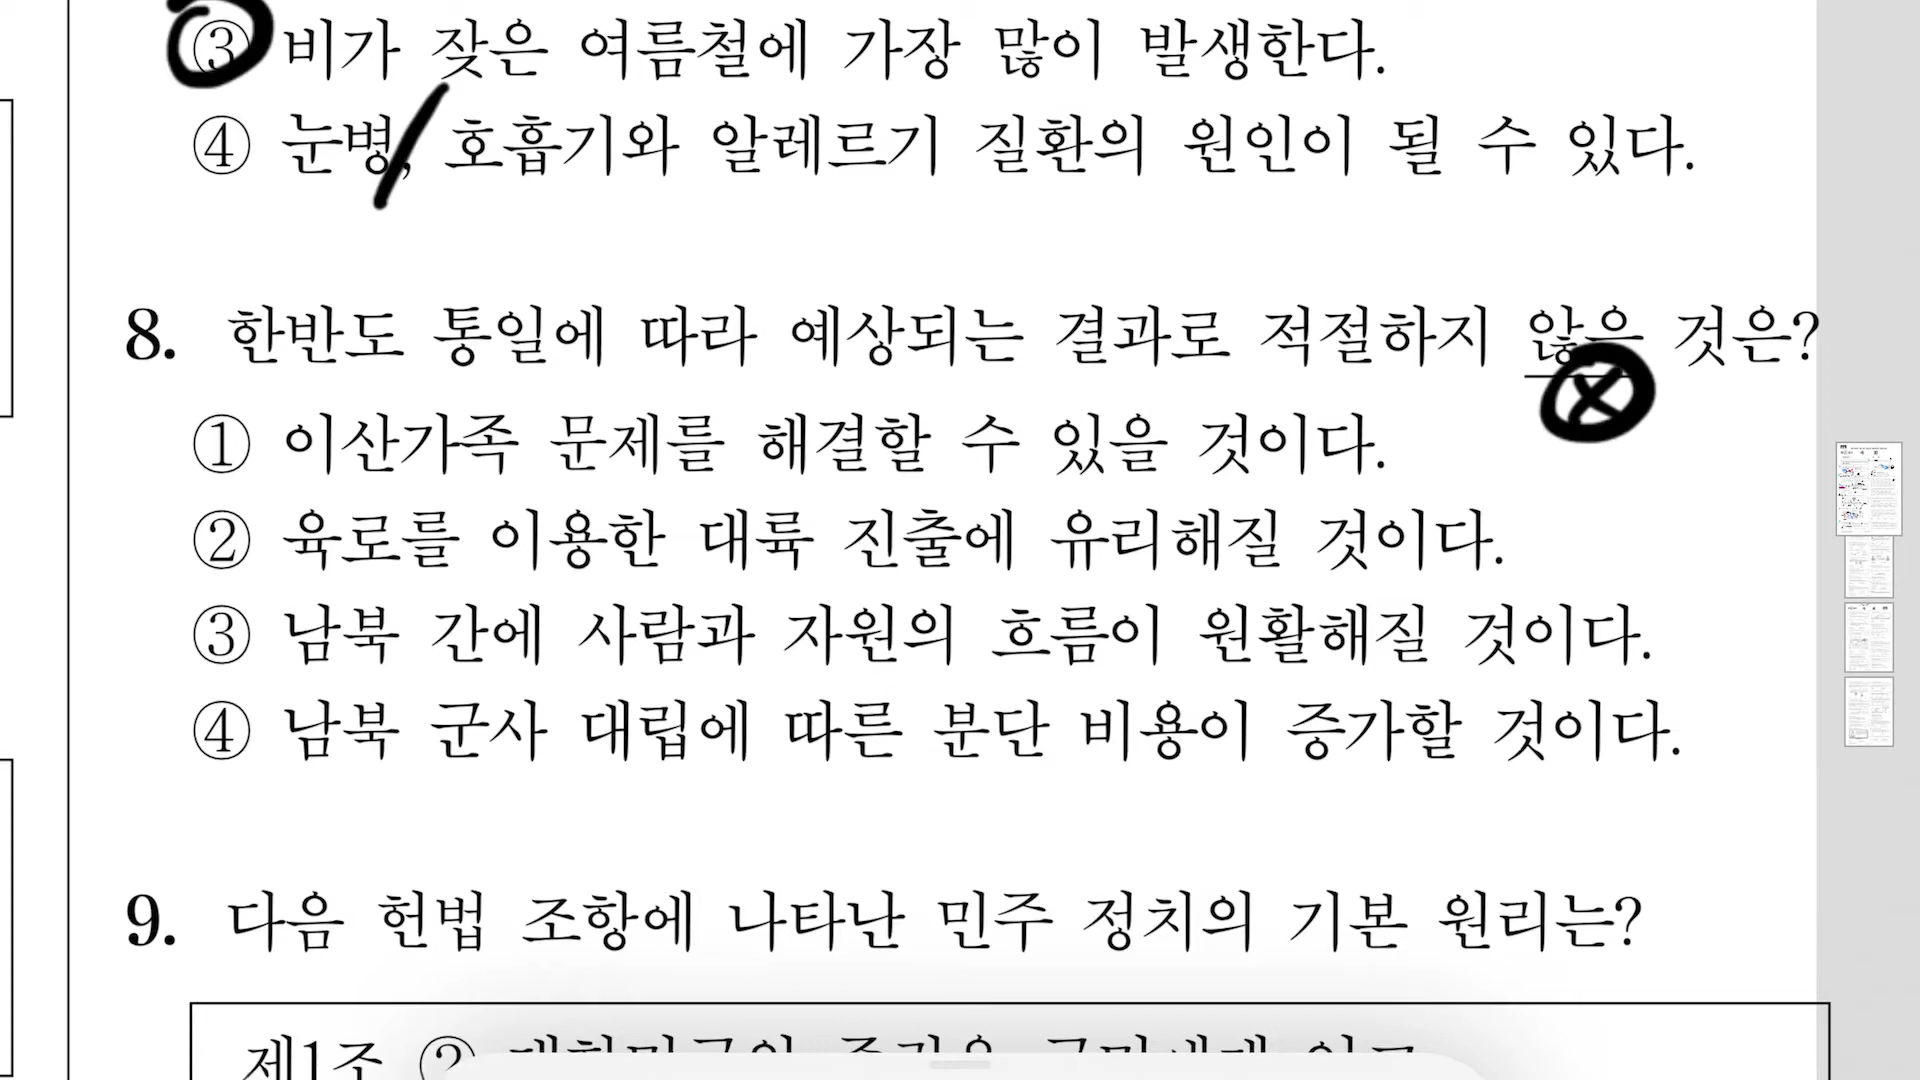 ③ 비가 잦은 여름철에 가장 많이 발생한다.
④ 눈병, 호흡기와 알레르기 질환의 원인이 될 수 있다.
8. 한반도 통일에 따라 예상되는 결과로 적절하지 않은 것은?
① 이산가족 문제를 해결할 수 있을 것이다.
② 육로를 이용한 대륙 진출에 유리해질 것이다.
③ 남북 간에 사람과 자원의 흐름이 원활해질 것이다.
④ 남북 군사 대립에 따른 분단 비용이 증가할 것이다.
9. 다음 헌법 조항에 나타난 민주 정치의 기본 원리는?
제1조 ②